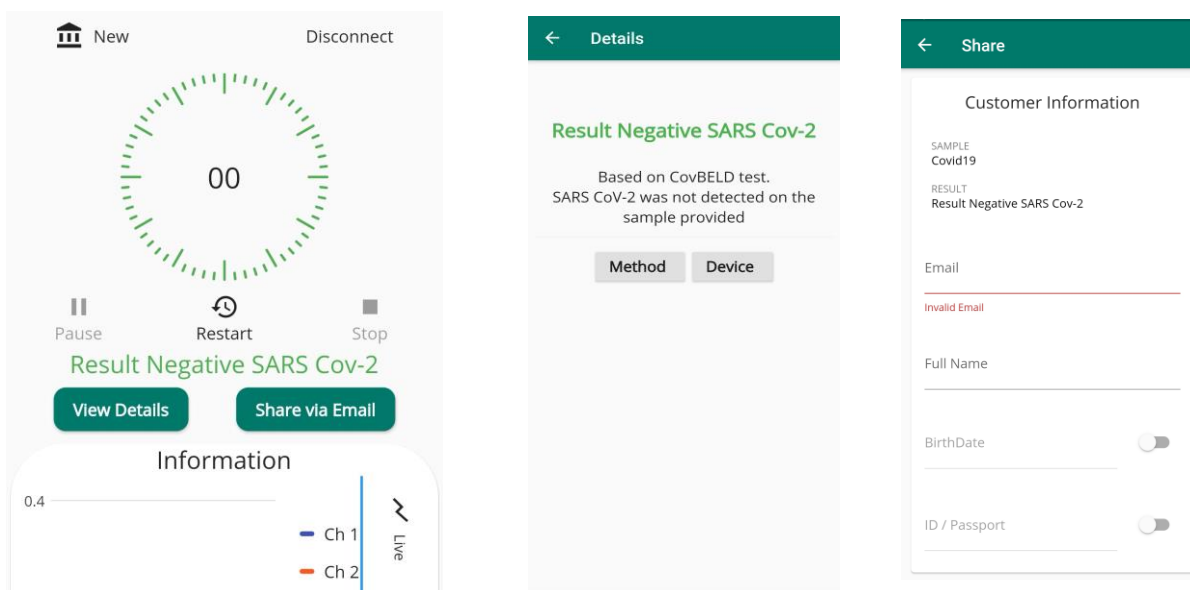 New Disconnect
00
Pause Restart Stop
Result Negative SARS Cov-2
View Details Share via Email
Information
0.4
Ch 1
Ch 2
Live
Details
Result Negative SARS Cov-2
Based on CovBELD test.
SARS CoV-2 was not detected on the
sample provided
Method Device
Share
Customer Information
SAMPLE
Covid19
RESULT
Result Negative SARS Cov-2
Email
Invalid Email
Full Name
BirthDate
ID / Passport